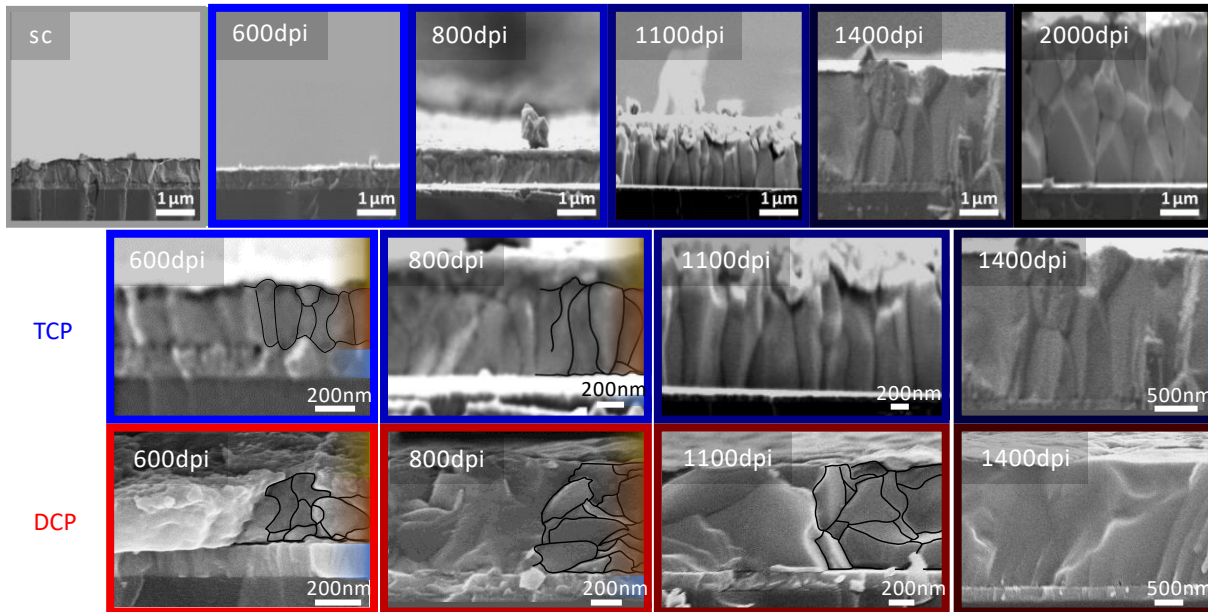 sc
600dpi
800dpi
1100dpi
1400dpi
2000dpi
1µm
1µm
1µm
1µm
1µm
1µm
TCP
600dpi
800dpi
1100dpi
1400dpi
200nm
200nm
200nm
500nm
DCP
600dpi
800dpi
1100dpi
1400dpi
200nm
200nm
200nm
500nm